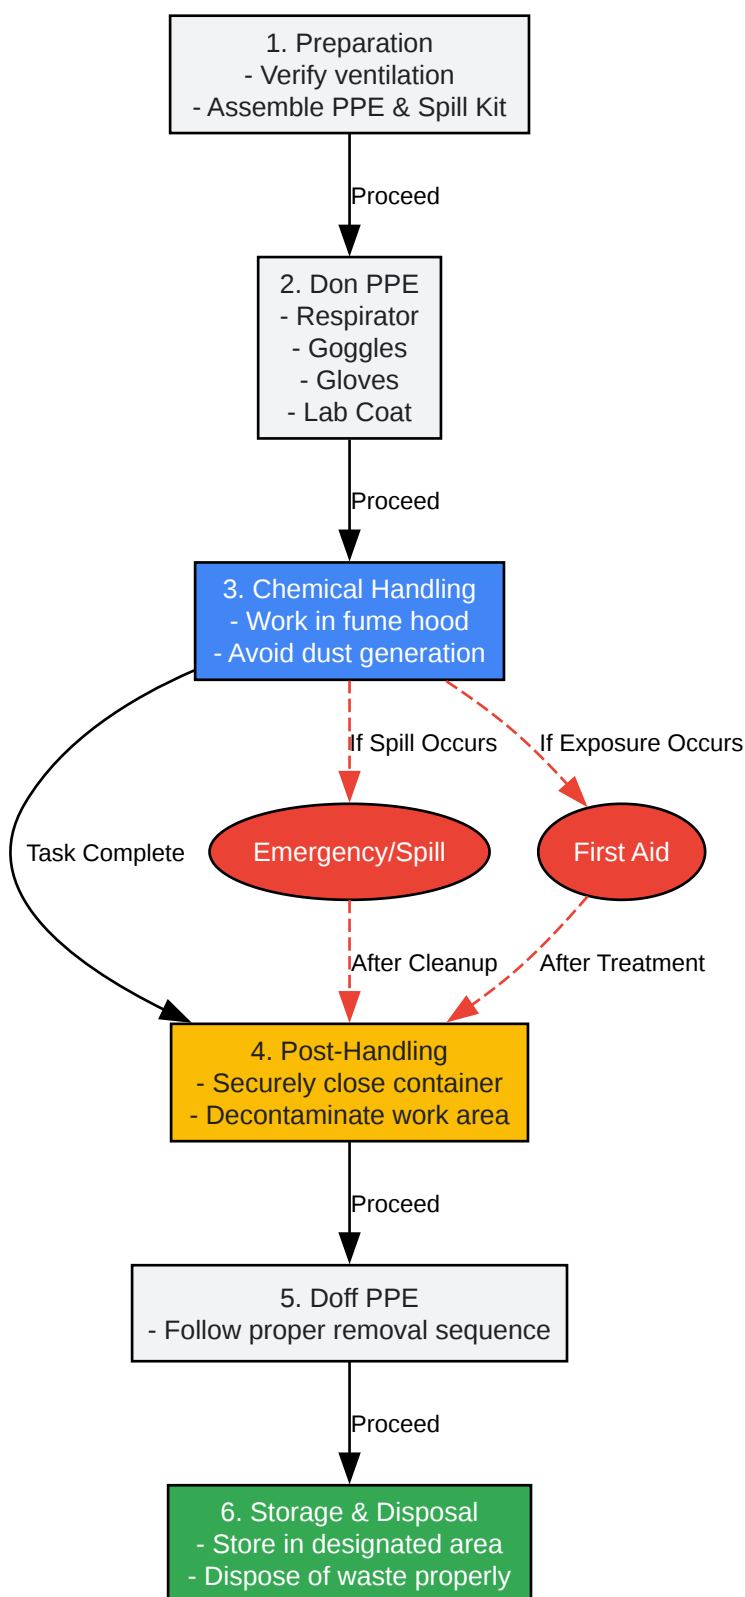 1. Preparation
- Verify ventilation
- Assemble PPE & Spill Kit
Proceed
2. Don PPE
- Respirator
- Goggles
- Gloves
- Lab Coat
Proceed
3. Chemical Handling
- Work in fume hood
- Avoid dust generation
If Spill Occurs
If Exposure Occurs
Task Complete
Emergency/Spill
First Aid
After Cleanup
After Treatment
4. Post-Handling
- Securely close container
- Decontaminate work area
Proceed
5. Doff PPE
- Follow proper removal sequence
Proceed
6. Storage & Disposal
- Store in designated area
- Dispose of waste properly